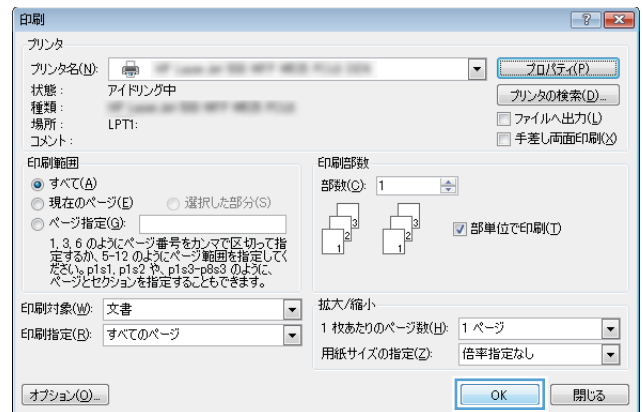 印刷
プリンタ
プリンタ名(N):
プロパティ(P)
状態: アイドリング中
プリンタの検索(D)...
種類:
場所: LPT1:
ファイルへ出力(L)
コメント:
手差し両面印刷(X)
印刷範囲
すべて(A)
現在のページ(E) 選択した部分(S)
ページ指定(G):
1,3,6 のようにページ番号をカンマで区切って指
定するか、5-12 のようにページ範囲を指定してく
ださい。p1s1, p1s2 や、p1s3-p8s3 のように、
ページとセクションを指定することもできます。
印刷部数
部数(C): 1
1 2 3 1 2 3
部単位で印刷(T)
印刷対象(W): 文書
印刷指定(R): すべてのページ
拡大/縮小
1 枚あたりのページ数(H): 1 ページ
用紙サイズの指定(Z): 倍率指定なし
オプション(O)...
OK 閉じる